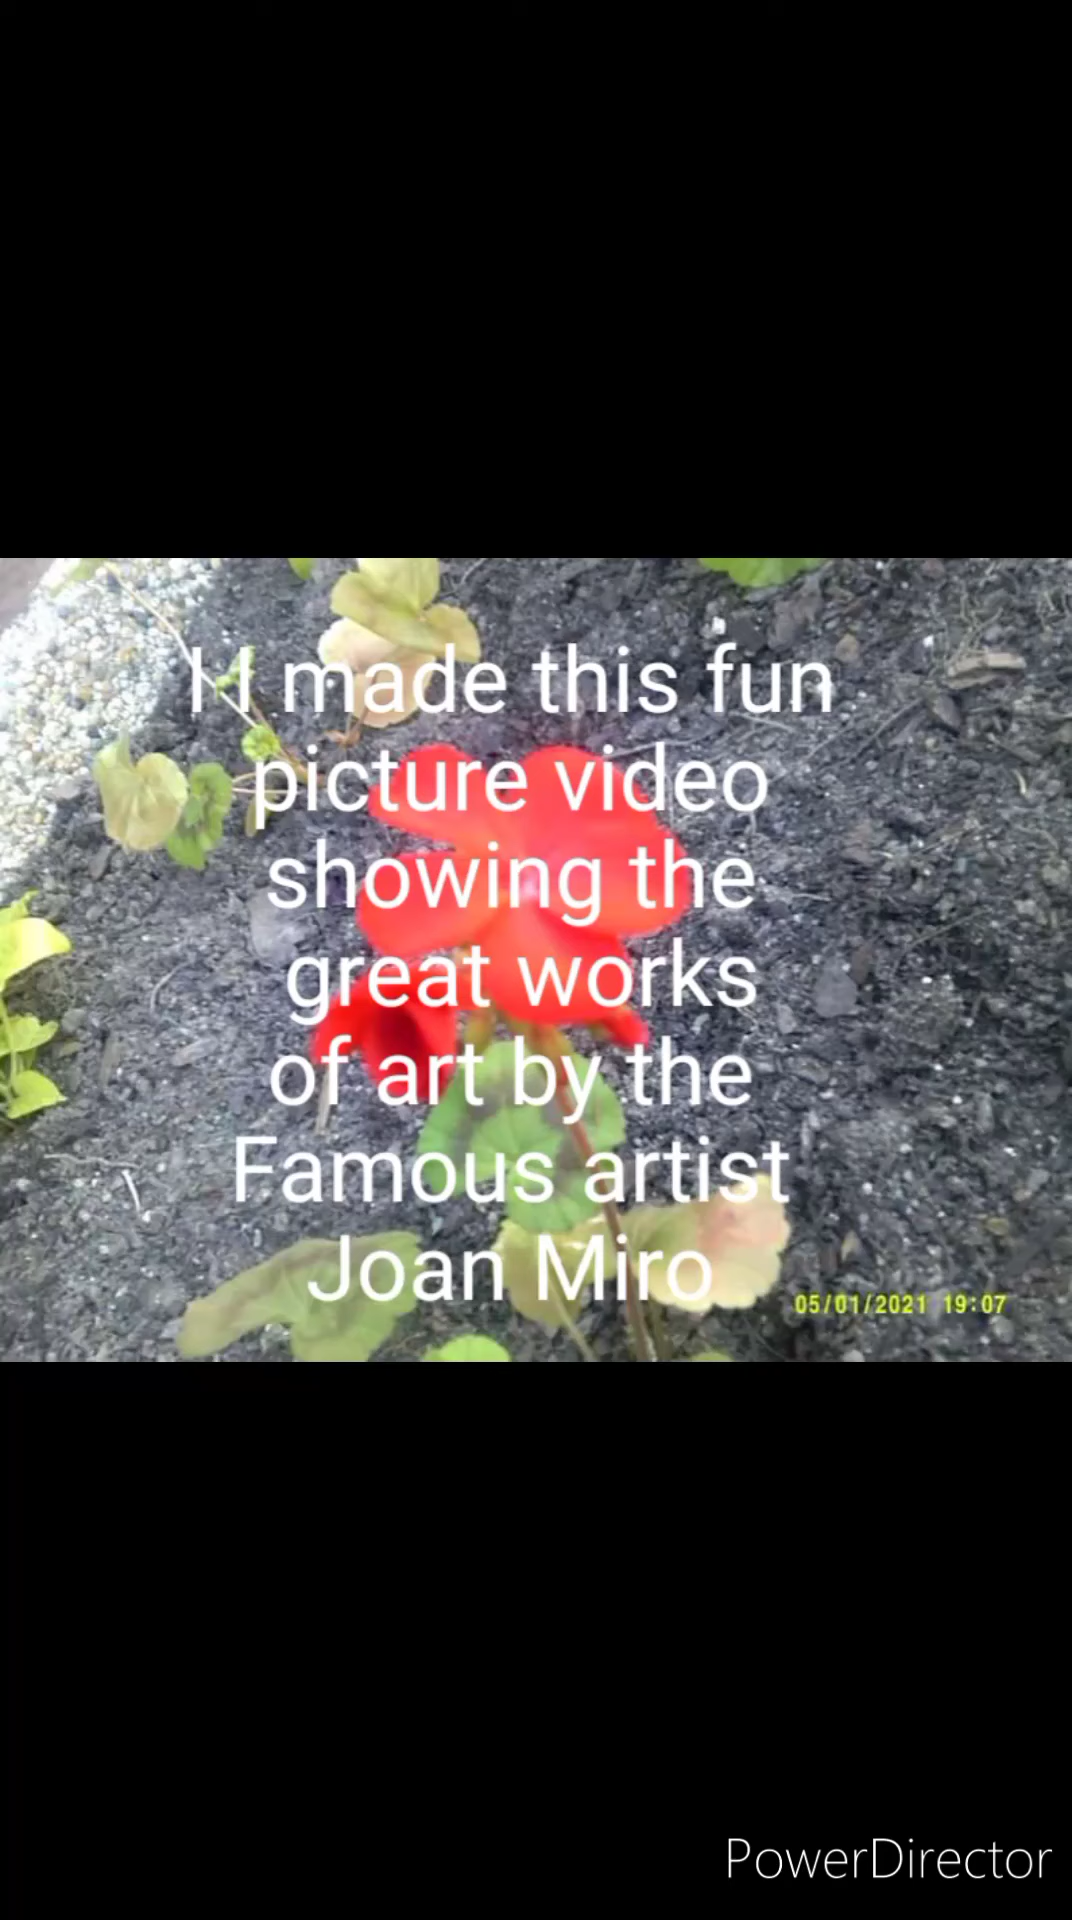 I I made this fun
picture video
showing the
great works
of art by the
Famous artist
Joan Miro
05/01/2021 19:07
PowerDirector